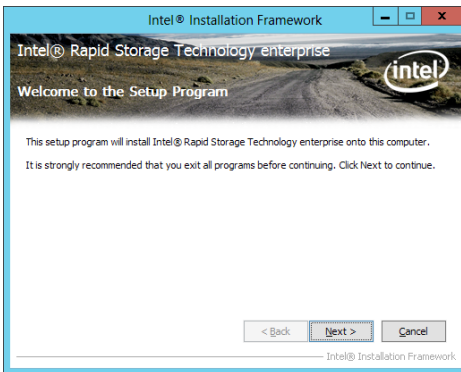 Intel® Installation Framework
Intel® Rapid Storage Technology enterprise
intel
Welcome to the Setup Program
This setup program will install Intel® Rapid Storage Technology enterprise onto this computer.
It is strongly recommended that you exit all programs before continuing. Click Next to continue.
< Back
Next >
Cancel
Intel® Installation Framework